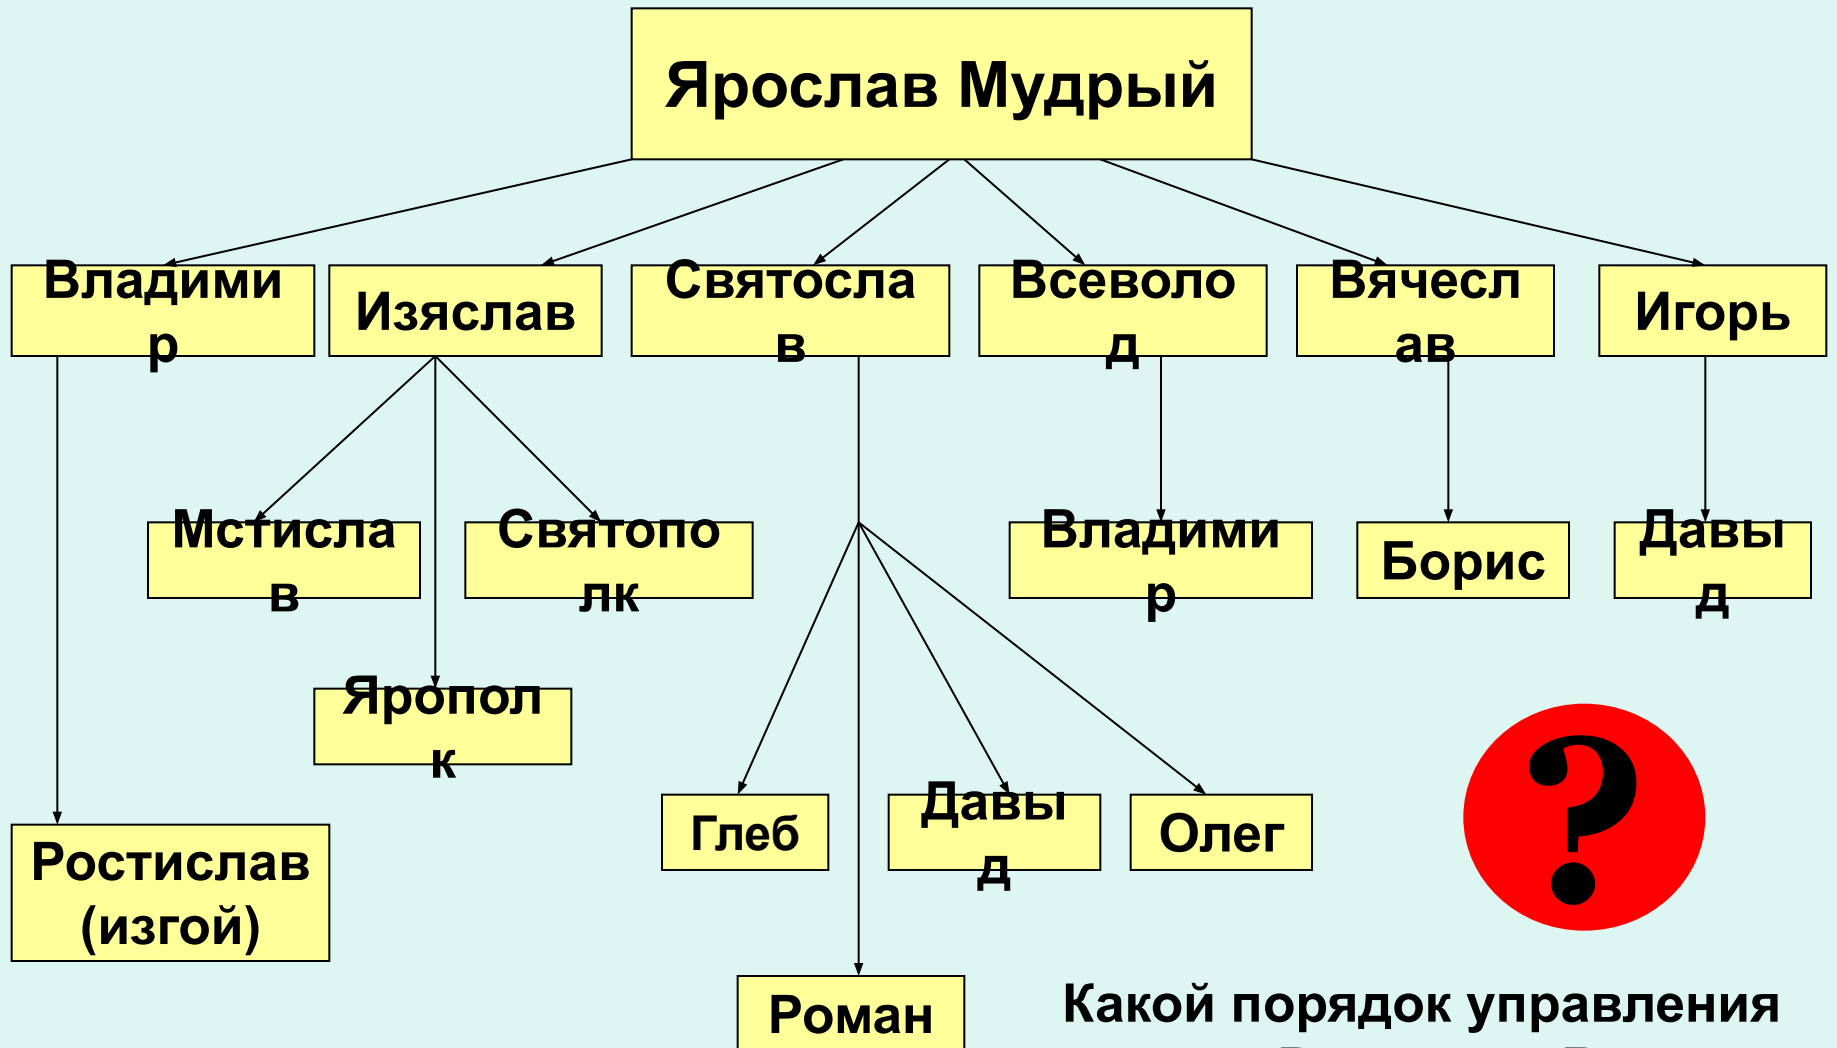 Ярослав Мудрый
Владими
р
Изяслав
Святосла
в
Всеволо
д
Вячесл
ав
Игорь
Мстисла
в
Святопо
лк
Владими
р
Борис
Давы
д
Яропол
к
Глеб
Давы
д
Олег
Ростислав
(изгой)
?
Роман
Какой порядок управления